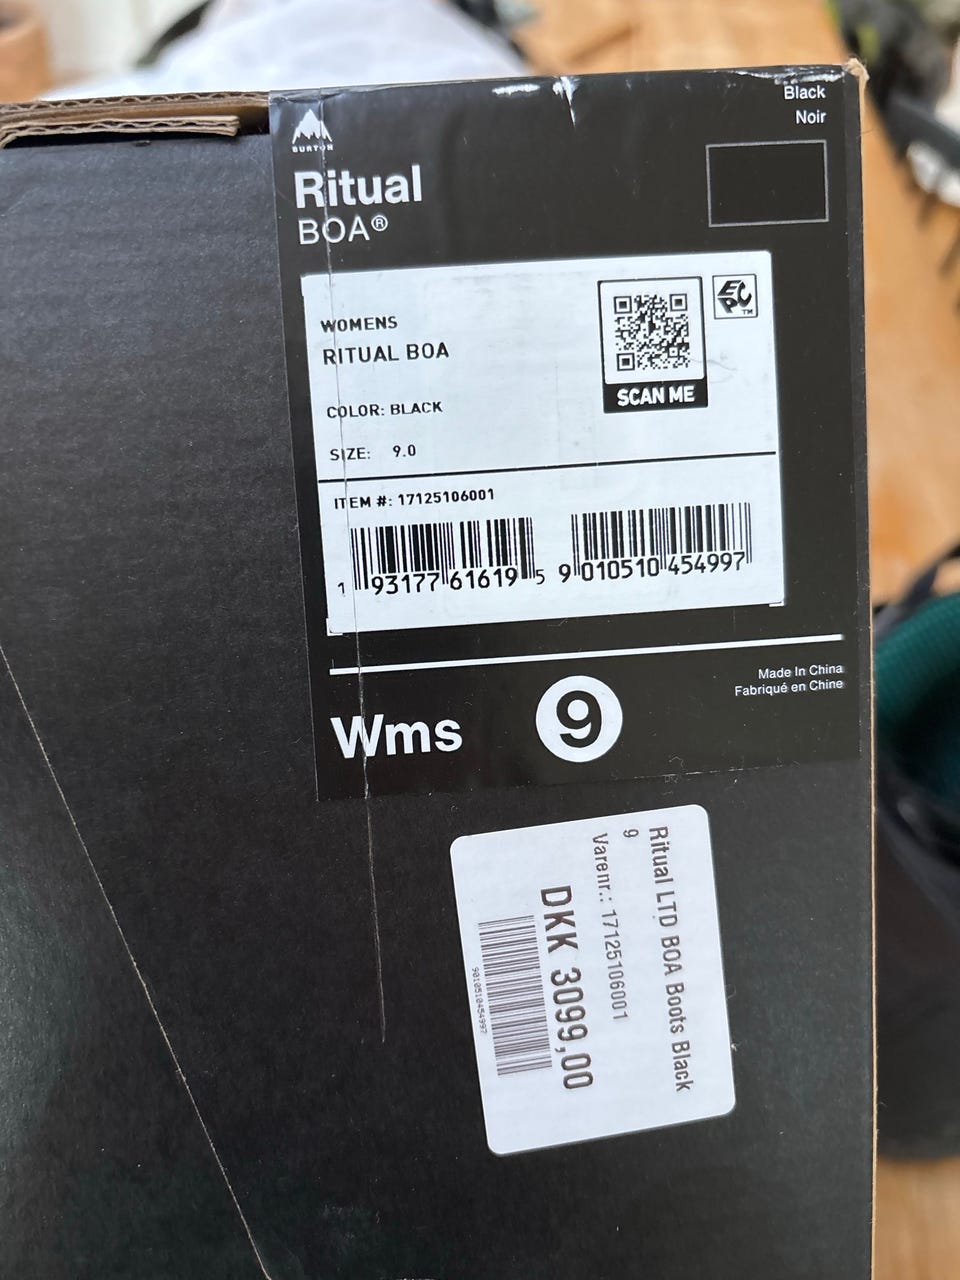 Black
Noir
BURTON
Ritual
BOA®
WOMENS
RITUAL BOA
COLOR: BLACK
SIZE: 9.0
SCAN ME
EPC™
ITEM #: 17125106001
1 93177 61619 5
9 010510 454997
Made In China
Fabriqué en Chine
Wms 9
Ritual LTD BOA Boots Black
9
Varenr.: 17125106001
DKK 3099,00
9010510454997